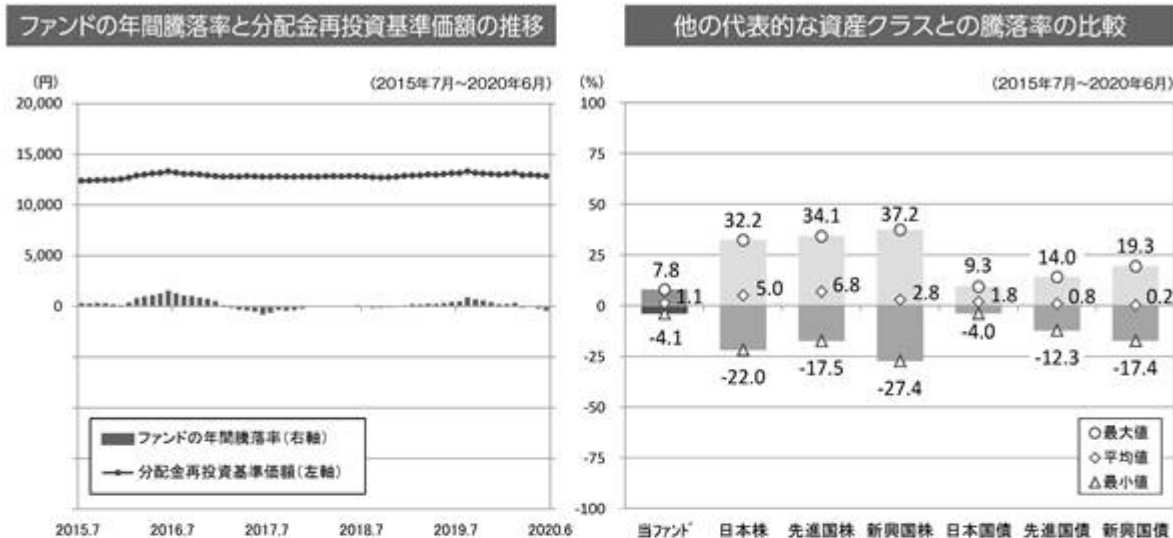 ファンドの年間騰落率と分配金再投資基準価額の推移
(円)
(2015年7月～2020年6月)
20,000
15,000
10,000
5,000
0
ファンドの年間騰落率(右軸)
分配金再投資基準価額(左軸)
2015.7 2016.7 2017.7 2018.7 2019.7 2020.6
他の代表的な資産クラスとの騰落率の比較
(%)
(2015年7月～2020年6月)
100
75
50
25
0
-25
-50
-75
-100
7.8 32.2 34.1 37.2 9.3 14.0 19.3
1.1 5.0 6.8 2.8 1.8 0.8 0.2
-4.1 -22.0 -17.5 -27.4 -4.0 -12.3 -17.4
最大値
平均値
最小値
当ファンド 日本株 先進国株 新興国株 日本国債 先進国債 新興国債